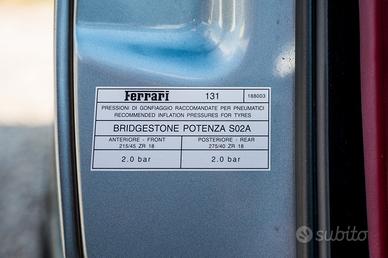 Ferrari 131 188003
PRESSIONI DI GONFIAGGIO RACCOMANDATE PER PNEUMATICI
RECOMMENDED INFLATION PRESSURES FOR TYRES
BRIDGESTONE POTENZA S02A
ANTERIORE - FRONT POSTERIORE - REAR
215/45 ZR 18 275/40 ZR 18
2.0 bar 2.0 bar
subito